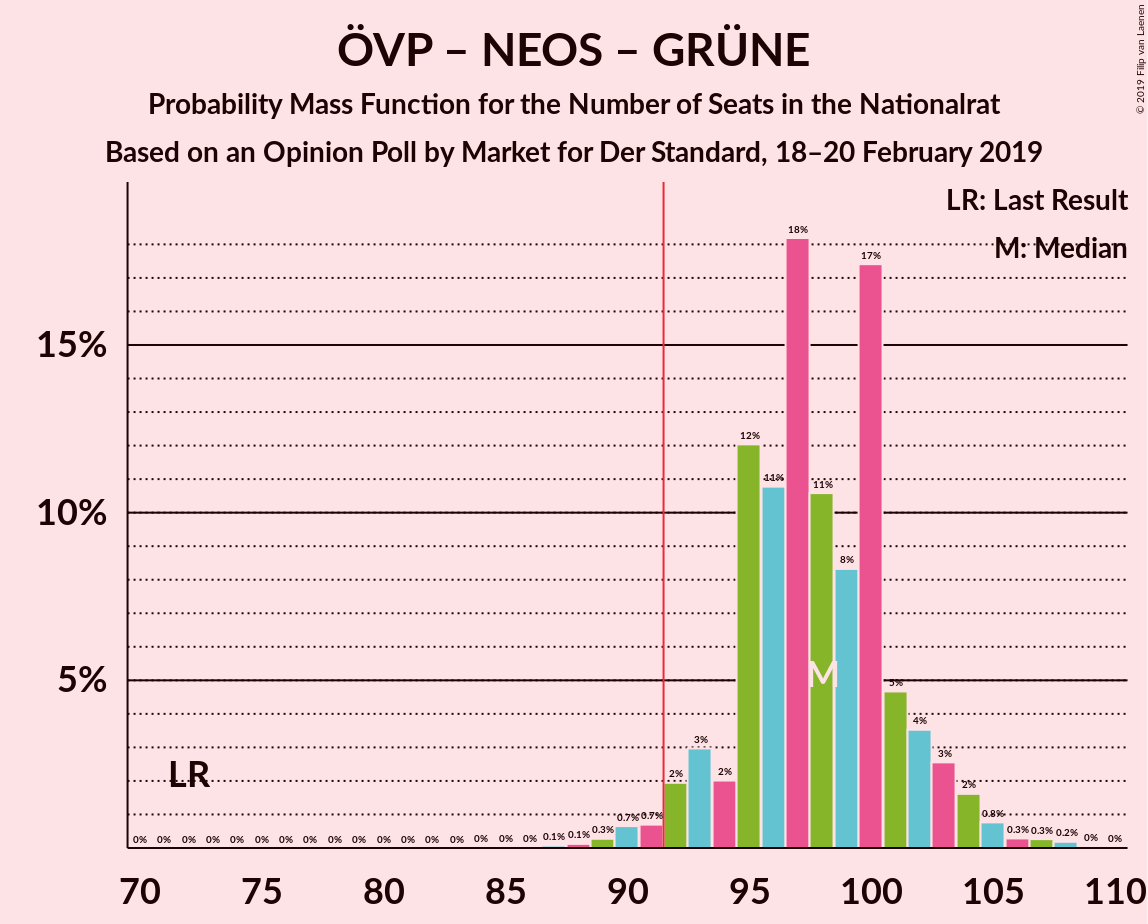 ÖVP – NEOS – GRÜNE
Probability Mass Function for the Number of Seats in the Nationalrat
Based on an Opinion Poll by Market for Der Standard, 18–20 February 2019
© 2019 Filip van Laenen
LR: Last Result
M: Median
15%
10%
5%
LR
M
0% 0% 0% 0% 0% 0% 0% 0% 0% 0% 0% 0% 0% 0% 0% 0% 0% 0.1% 0.1% 0.3% 0.7% 0.7% 2% 3% 2% 12% 11% 18% 11% 8% 17% 5% 4% 3% 2% 0.8% 0.3% 0.3% 0.2% 0% 0%
70 75 80 85 90 95 100 105 110